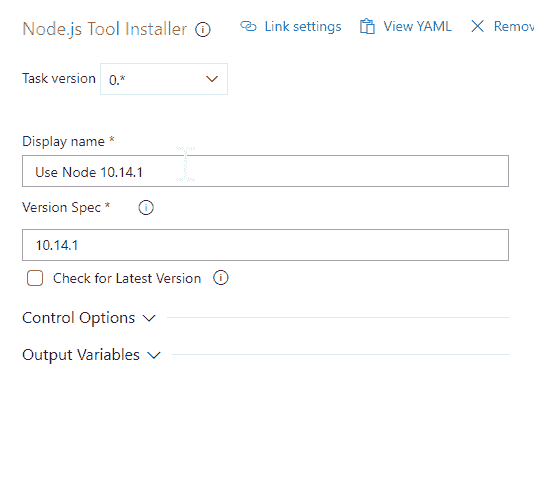 Node.js Tool Installer
Link settings
View YAML
Remov
Task version
0.*
Display name *
Use Node 10.14.1
Version Spec *
10.14.1
Check for Latest Version
Control Options
Output Variables